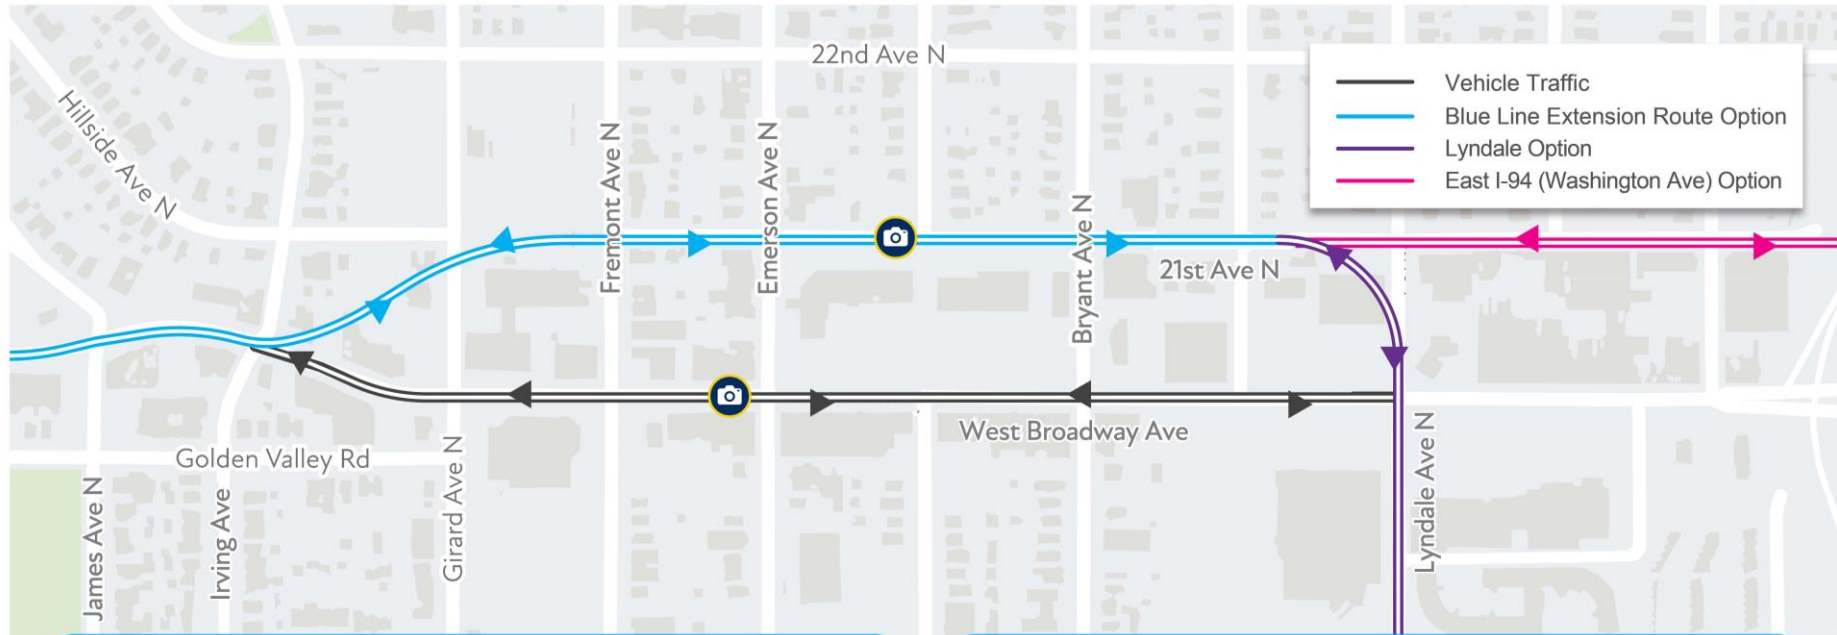 22nd Ave N
Vehicle Traffic
Blue Line Extension Route Option
Lyndale Option
East I-94 (Washington Ave) Option
Hillside Ave N
Fremont Ave N
Emerson Ave N
Bryant Ave N
21st Ave N
West Broadway Ave
Golden Valley Rd
James Ave N
Irving Ave
Girard Ave N
Lyndale Ave N